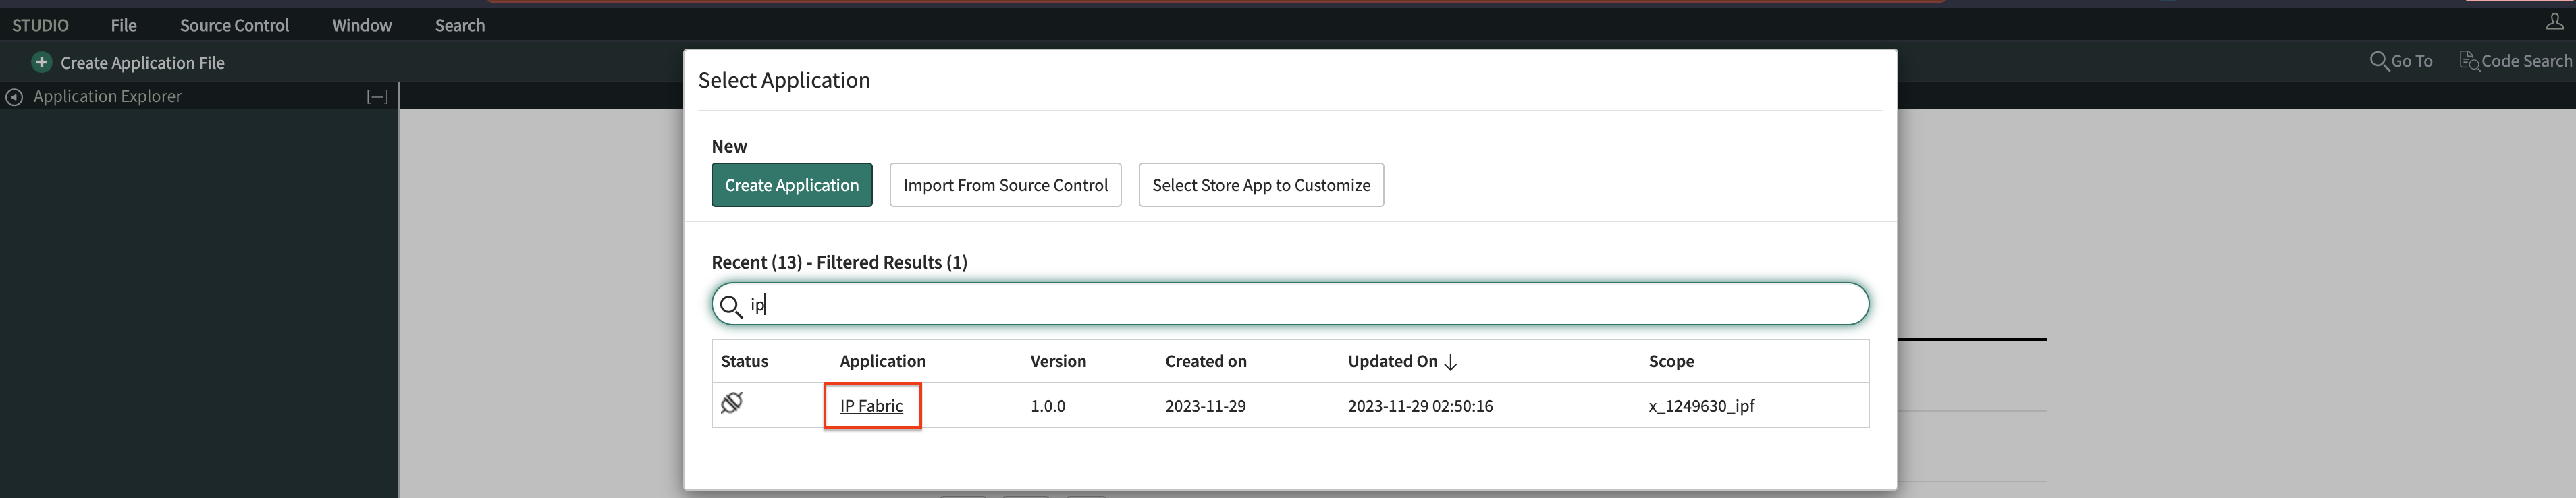 STUDIO File Source Control Window Search
Create Application File
Go To Code Search
Application Explorer [—]
Select Application
New
Create Application Import From Source Control Select Store App to Customize
Recent (13) - Filtered Results (1)
ip
Status Application Version Created on Updated On ↓ Scope
IP Fabric 1.0.0 2023-11-29 2023-11-29 02:50:16 x_1249630_ipf